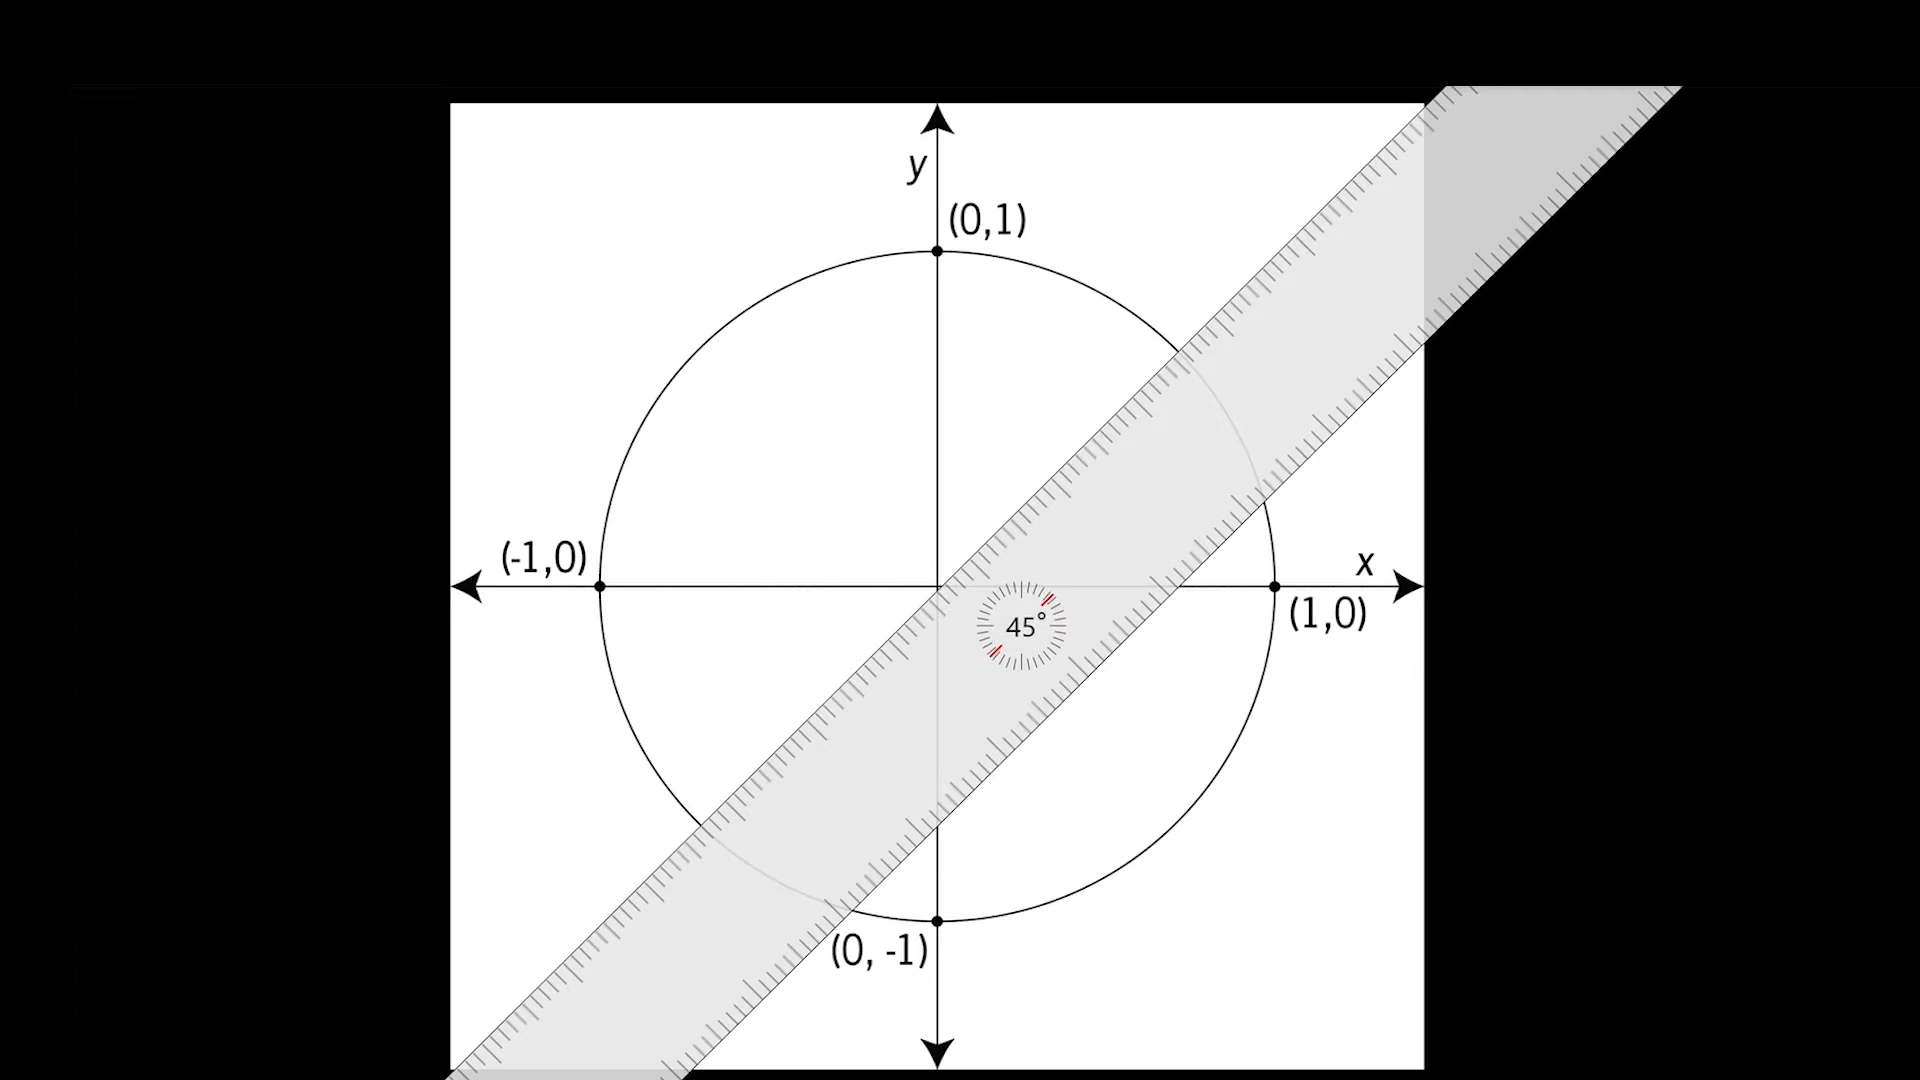 y
(0,1)
(-1,0)
x
(1,0)
45°
(0, -1)